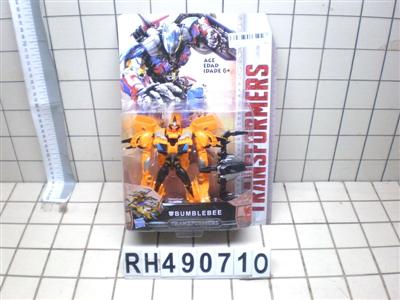 AGE
EDAD
IDADE 6+
TRANSFORMERS
BUMBLEBEE
TRANSFORMERS
RH490710